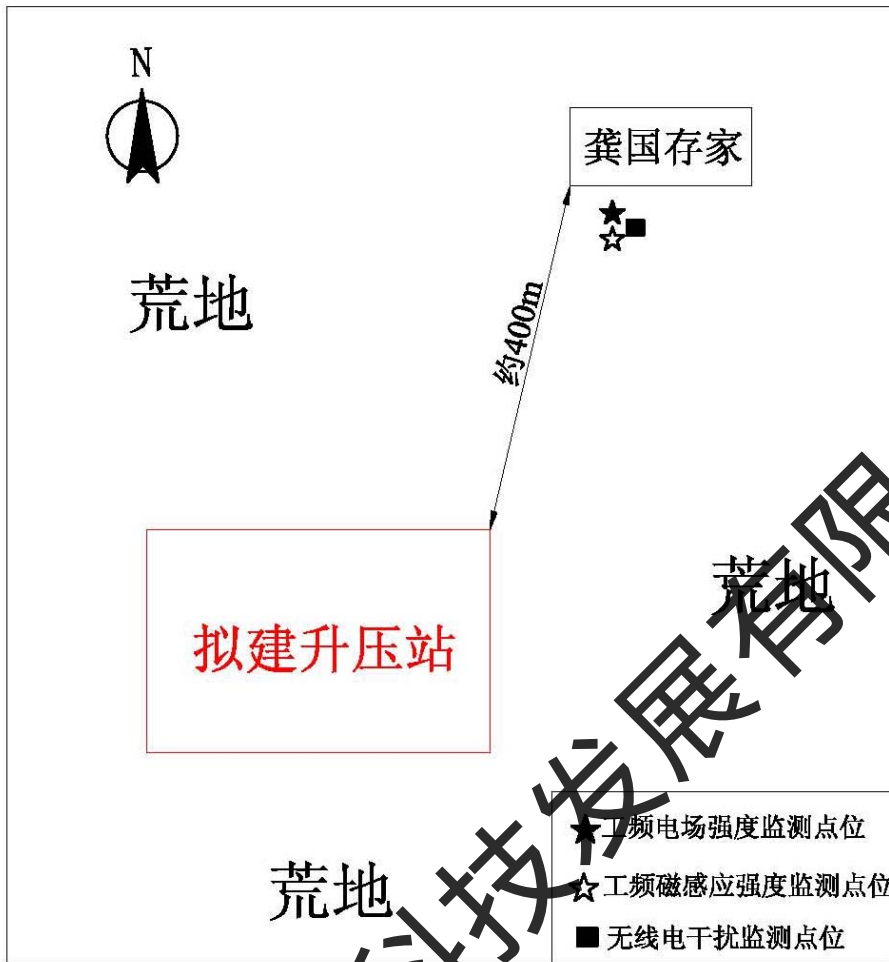 N
龚国存家
荒地
约400m
荒地
拟建升压站
工频电场强度监测点位
荒地
工频磁感应强度监测点位
无线电干扰监测点位
科技发展有限